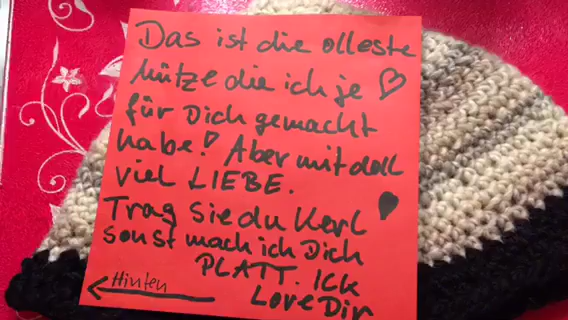 Das ist die olleste
Mütze die ich je ♡
für Dich gemacht
habe! Aber mit doll
viel LIEBE.
Trag sie du Kerl !
sonst mach ich Dich
PLATT. Ick
Love Dir
← Hinten